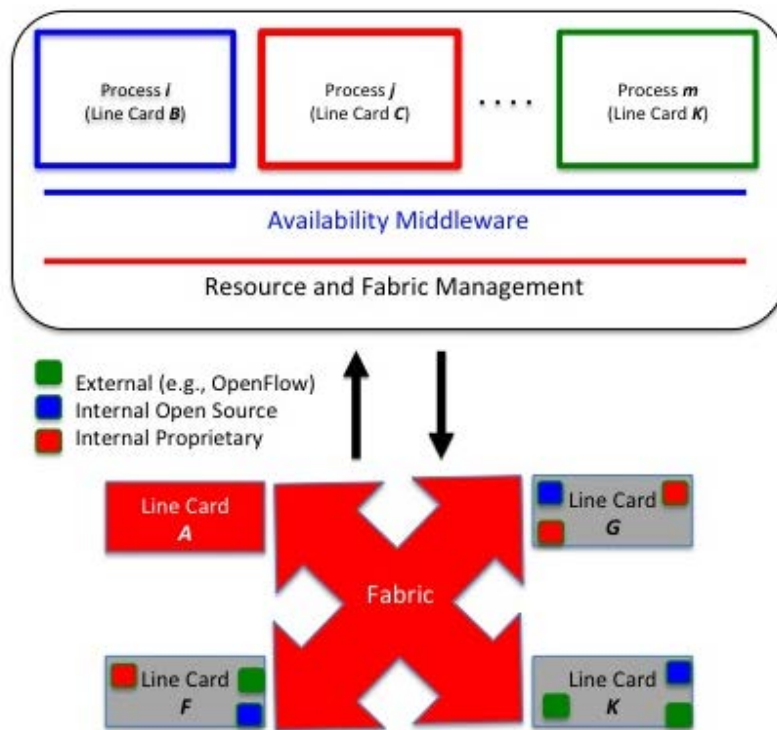 Process i
(Line Card B)
Process j
(Line Card C)
....
Process m
(Line Card K)
Availability Middleware
Resource and Fabric Management
External (e.g., OpenFlow)
Internal Open Source
Internal Proprietary
Line Card
A
Line Card
G
Fabric
Line Card
F
Line Card
K